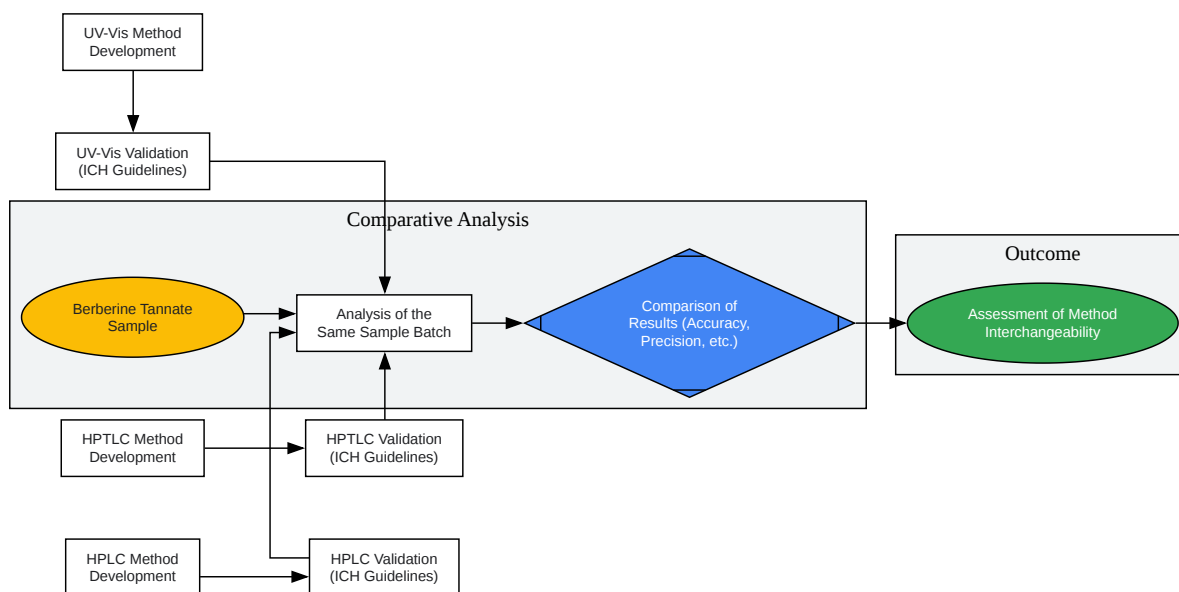 UV-Vis Method
Development
UV-Vis Validation
(ICH Guidelines)
Comparative Analysis
Outcome
Berberine Tannate
Sample
Analysis of the
Same Sample Batch
Comparison of
Results (Accuracy,
Precision, etc.)
Assessment of Method
Interchangeability
HPTLC Method
Development
HPTLC Validation
(ICH Guidelines)
HPLC Method
Development
HPLC Validation
(ICH Guidelines)